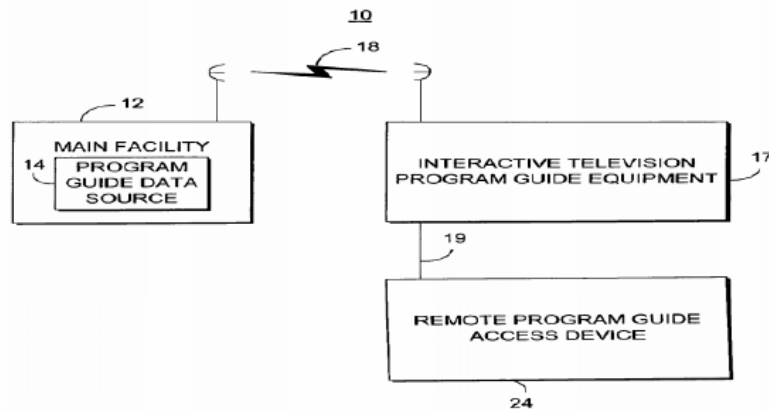 10
18
12
MAIN FACILITY
14
PROGRAM
GUIDE DATA
SOURCE
INTERACTIVE TELEVISION
PROGRAM GUIDE EQUIPMENT
17
19
REMOTE PROGRAM GUIDE
ACCESS DEVICE
24